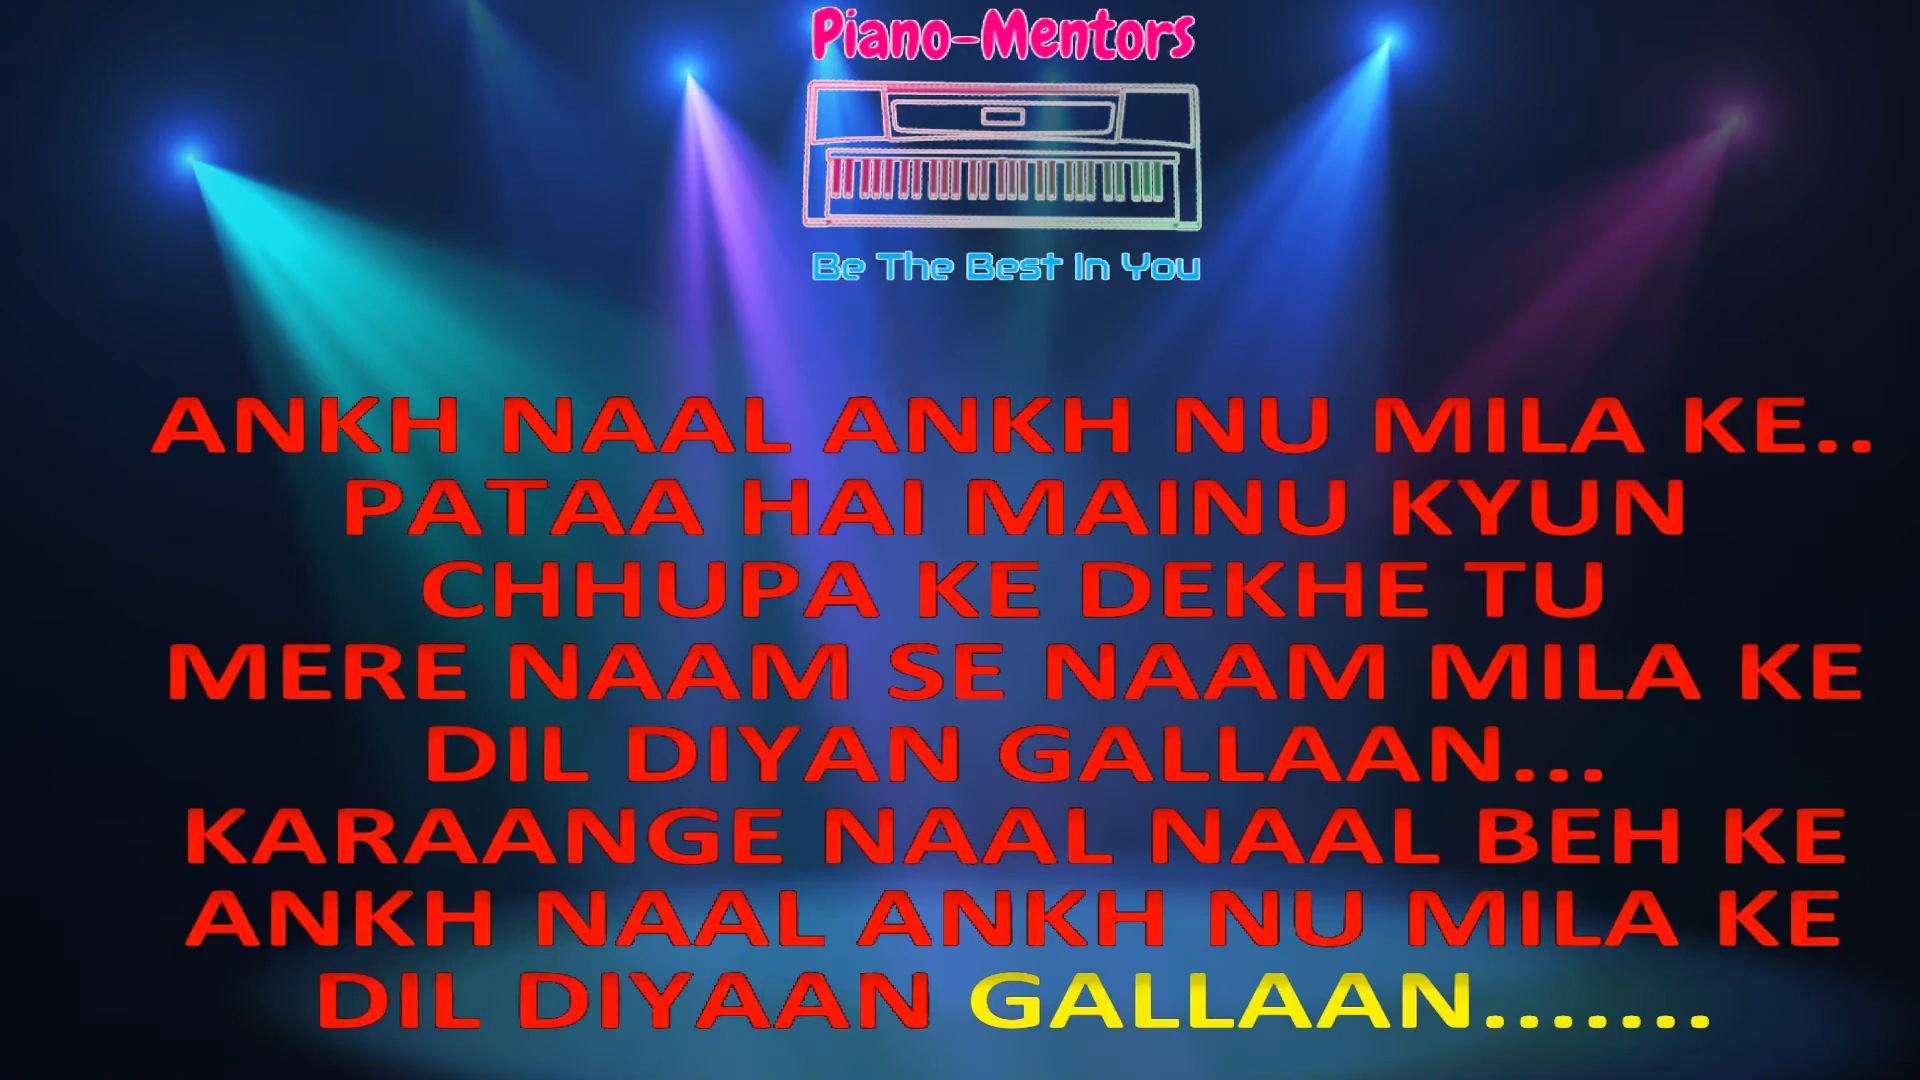 Piano-Mentors
Be The Best In You
ANKH NAAL ANKH NU MILA KE..
PATAA HAI MAINU KYUN
CHHUPA KE DEKHE TU
MERE NAAM SE NAAM MILA KE
DIL DIYAN GALLAAN...
KARAANGE NAAL NAAL BEH KE
ANKH NAAL ANKH NU MILA KE
DIL DIYAAN GALLAAN.......